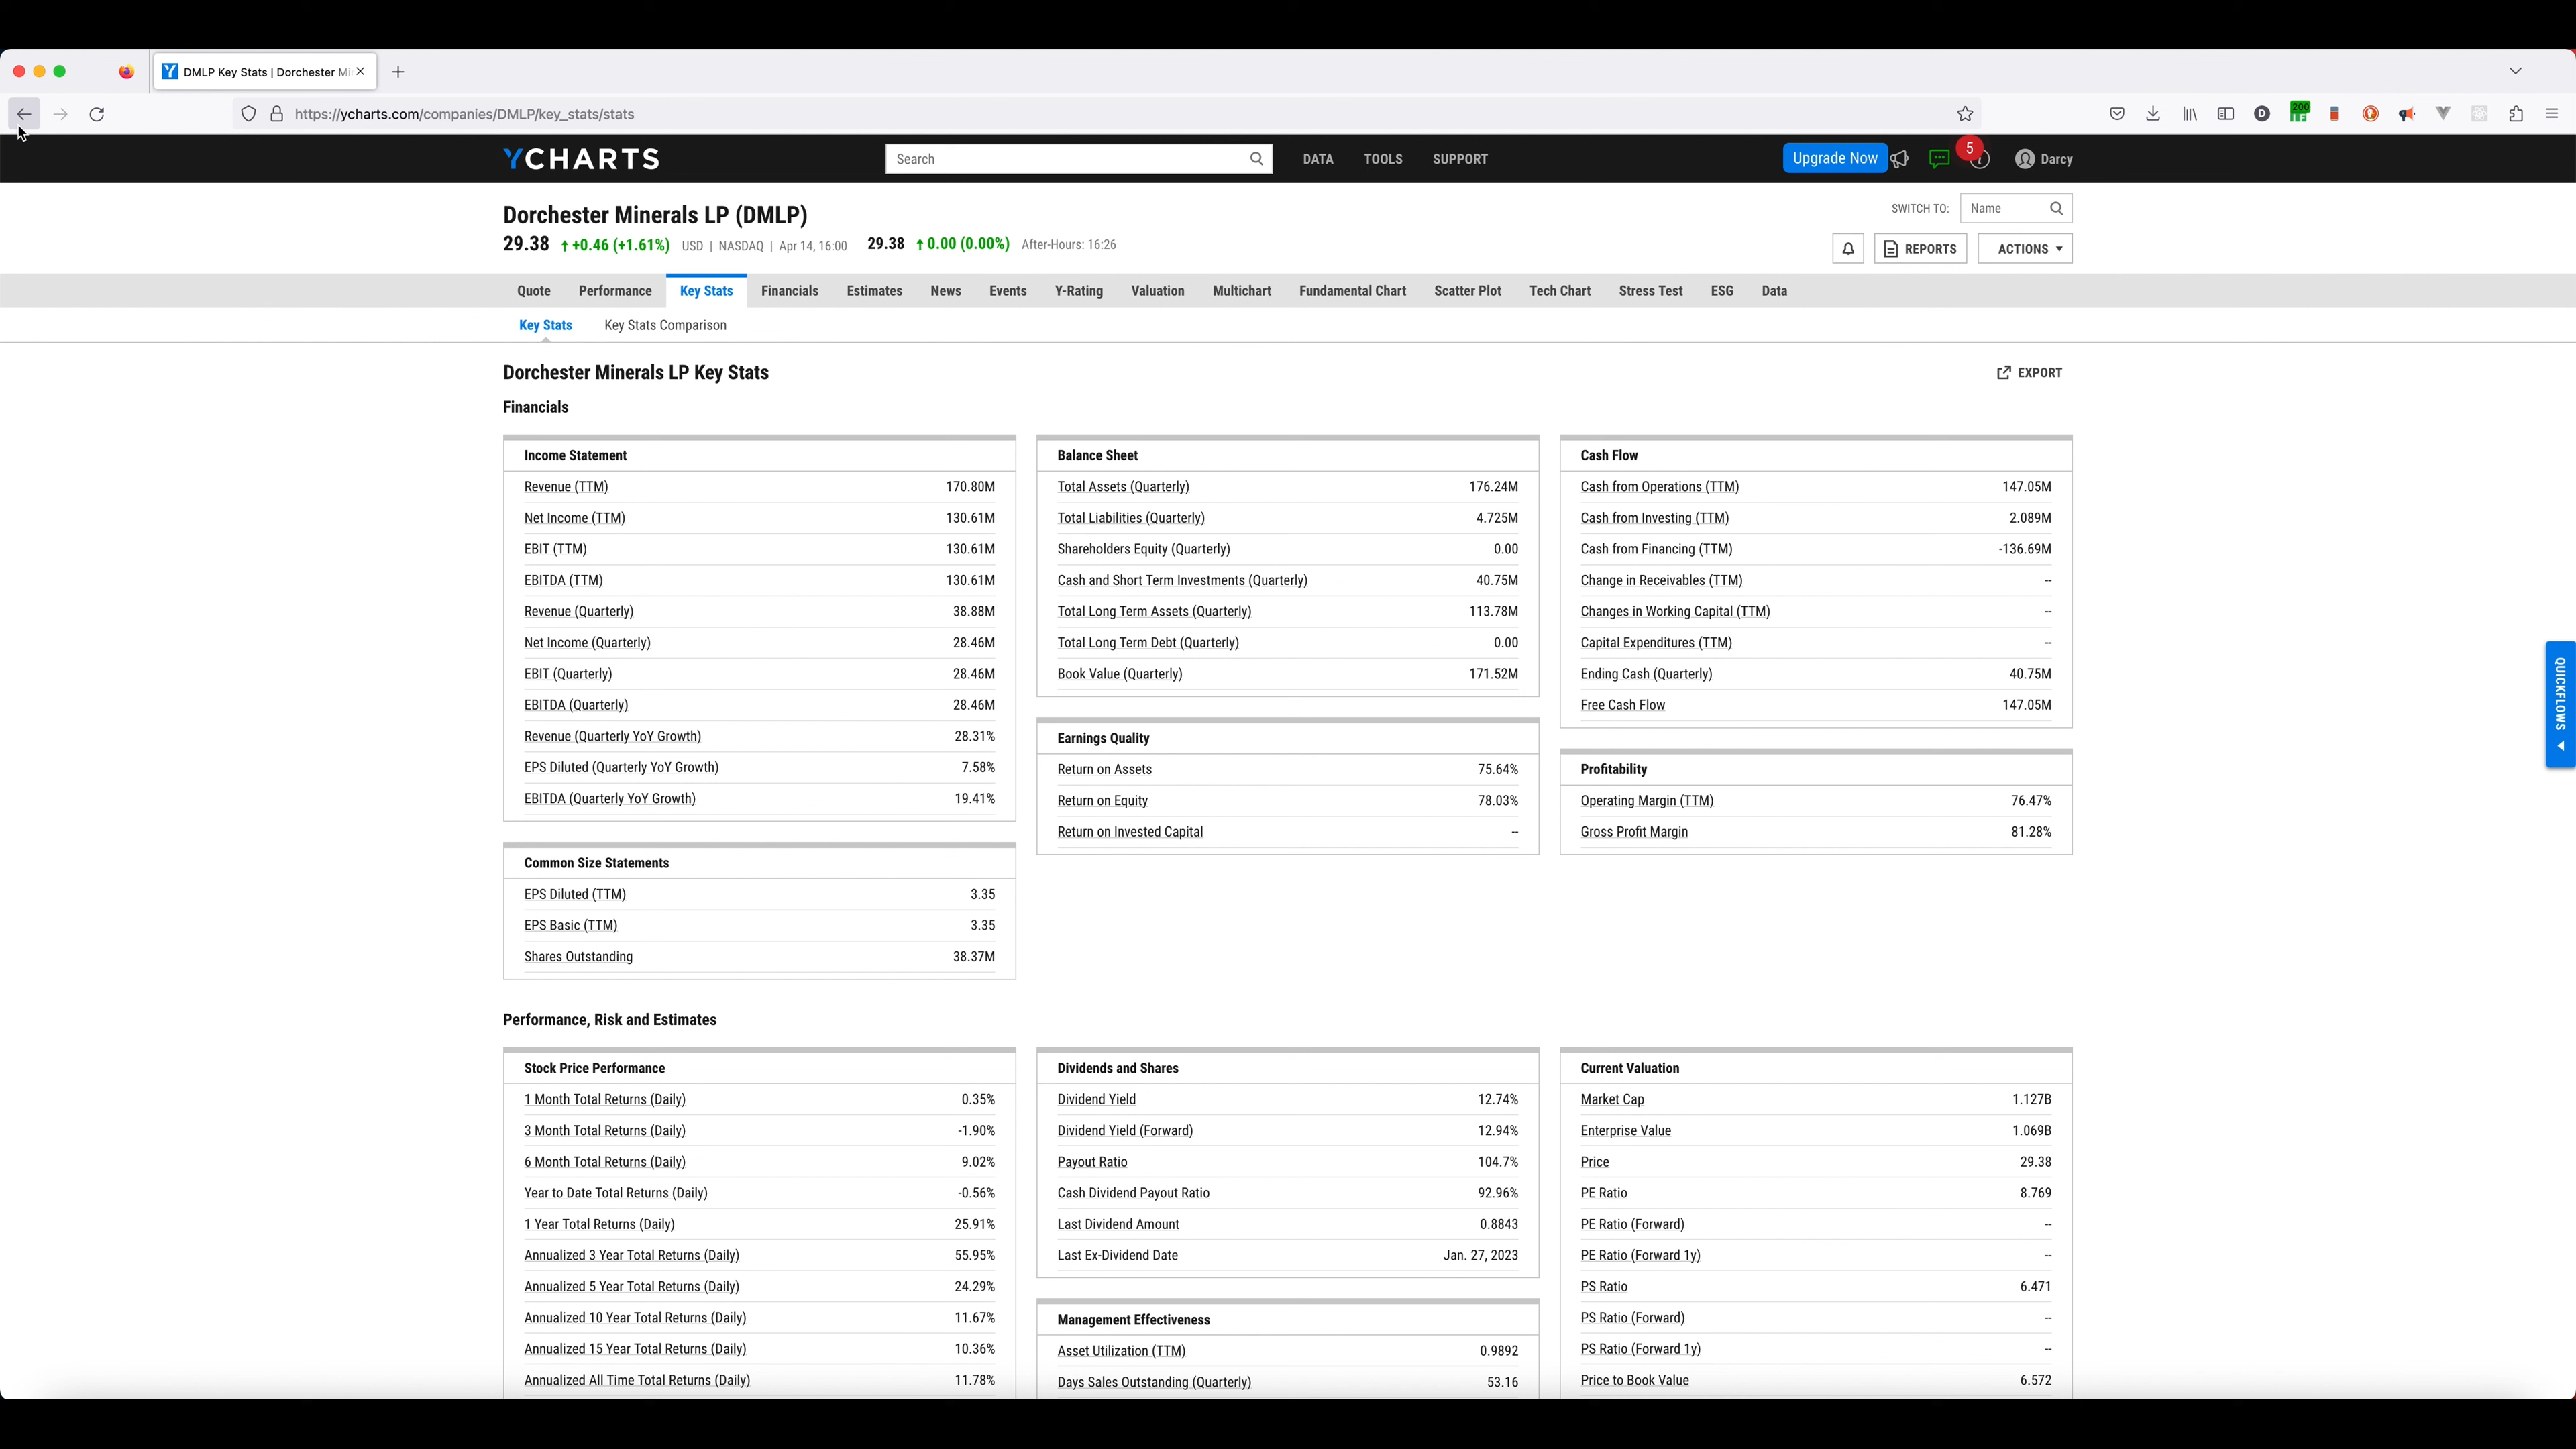 DMLP Key Stats | Dorchester Mi
https://ycharts.com/companies/DMLP/key_stats/stats
D
200
LF
YCHARTS
Search
DATA
TOOLS
SUPPORT
Upgrade Now
5
Darcy
Dorchester Minerals LP (DMLP)
SWITCH TO:
Name
29.38 +0.46 (+1.61%) USD | NASDAQ | Apr 14, 16:00 29.38 0.00 (0.00%) After-Hours: 16:26
REPORTS
ACTIONS
Quote Performance Key Stats Financials Estimates News Events Y-Rating Valuation Multichart Fundamental Chart Scatter Plot Tech Chart Stress Test ESG Data
Key Stats Key Stats Comparison
Dorchester Minerals LP Key Stats
EXPORT
Financials
Income Statement
Revenue (TTM) 170.80M
Net Income (TTM) 130.61M
EBIT (TTM) 130.61M
EBITDA (TTM) 130.61M
Revenue (Quarterly) 38.88M
Net Income (Quarterly) 28.46M
EBIT (Quarterly) 28.46M
EBITDA (Quarterly) 28.46M
Revenue (Quarterly YoY Growth) 28.31%
EPS Diluted (Quarterly YoY Growth) 7.58%
EBITDA (Quarterly YoY Growth) 19.41%
Common Size Statements
EPS Diluted (TTM) 3.35
EPS Basic (TTM) 3.35
Shares Outstanding 38.37M
Balance Sheet
Total Assets (Quarterly) 176.24M
Total Liabilities (Quarterly) 4.725M
Shareholders Equity (Quarterly) 0.00
Cash and Short Term Investments (Quarterly) 40.75M
Total Long Term Assets (Quarterly) 113.78M
Total Long Term Debt (Quarterly) 0.00
Book Value (Quarterly) 171.52M
Earnings Quality
Return on Assets 75.64%
Return on Equity 78.03%
Return on Invested Capital --
Cash Flow
Cash from Operations (TTM) 147.05M
Cash from Investing (TTM) 2.089M
Cash from Financing (TTM) -136.69M
Change in Receivables (TTM) --
Changes in Working Capital (TTM) --
Capital Expenditures (TTM) --
Ending Cash (Quarterly) 40.75M
Free Cash Flow 147.05M
Profitability
Operating Margin (TTM) 76.47%
Gross Profit Margin 81.28%
QUICKFLOWS
Performance, Risk and Estimates
Stock Price Performance
1 Month Total Returns (Daily) 0.35%
3 Month Total Returns (Daily) -1.90%
6 Month Total Returns (Daily) 9.02%
Year to Date Total Returns (Daily) -0.56%
1 Year Total Returns (Daily) 25.91%
Annualized 3 Year Total Returns (Daily) 55.95%
Annualized 5 Year Total Returns (Daily) 24.29%
Annualized 10 Year Total Returns (Daily) 11.67%
Annualized 15 Year Total Returns (Daily) 10.36%
Annualized All Time Total Returns (Daily) 11.78%
Dividends and Shares
Dividend Yield 12.74%
Dividend Yield (Forward) 12.94%
Payout Ratio 104.7%
Cash Dividend Payout Ratio 92.96%
Last Dividend Amount 0.8843
Last Ex-Dividend Date Jan. 27, 2023
Management Effectiveness
Asset Utilization (TTM) 0.9892
Days Sales Outstanding (Quarterly) 53.16
Current Valuation
Market Cap 1.127B
Enterprise Value 1.069B
Price 29.38
PE Ratio 8.769
PE Ratio (Forward) --
PE Ratio (Forward 1y) --
PS Ratio 6.471
PS Ratio (Forward) --
PS Ratio (Forward 1y) --
Price to Book Value 6.572